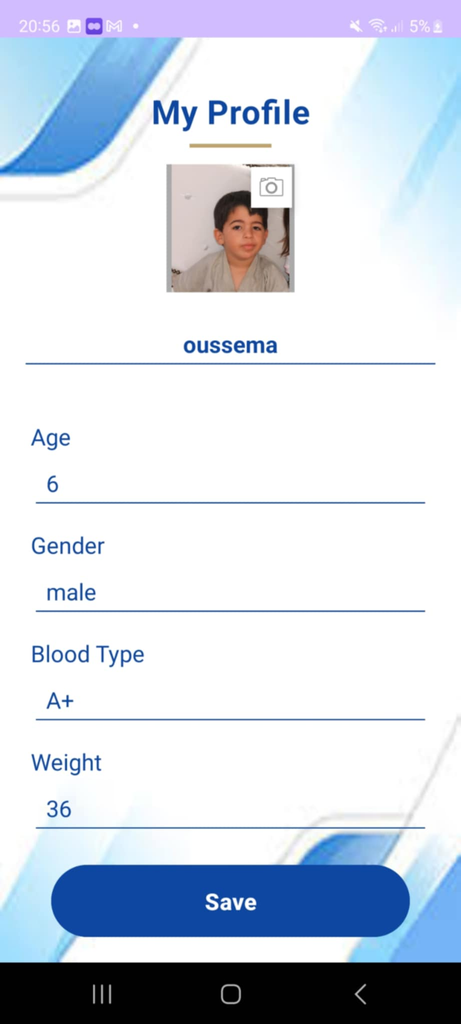 20:56
5%
My Profile
oussema
Age
6
Gender
male
Blood Type
A+
Weight
36
Save